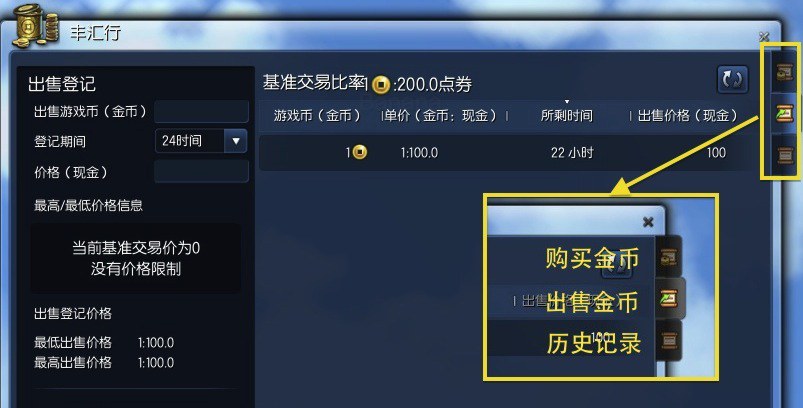 丰汇行
出售登记
出售游戏币（金币）
登记期间 24时间
价格（现金）
最高/最低价格信息
当前基准交易价为0
没有价格限制
出售登记价格
最低出售价格 1:100.0
最高出售价格 1:100.0
基准交易比率1 :200.0点券
游戏币（金币） 单价（金币：现金） 所剩时间 出售价格（现金）
1 1:100.0 22 小时 100
购买金币
出售金币
历史记录